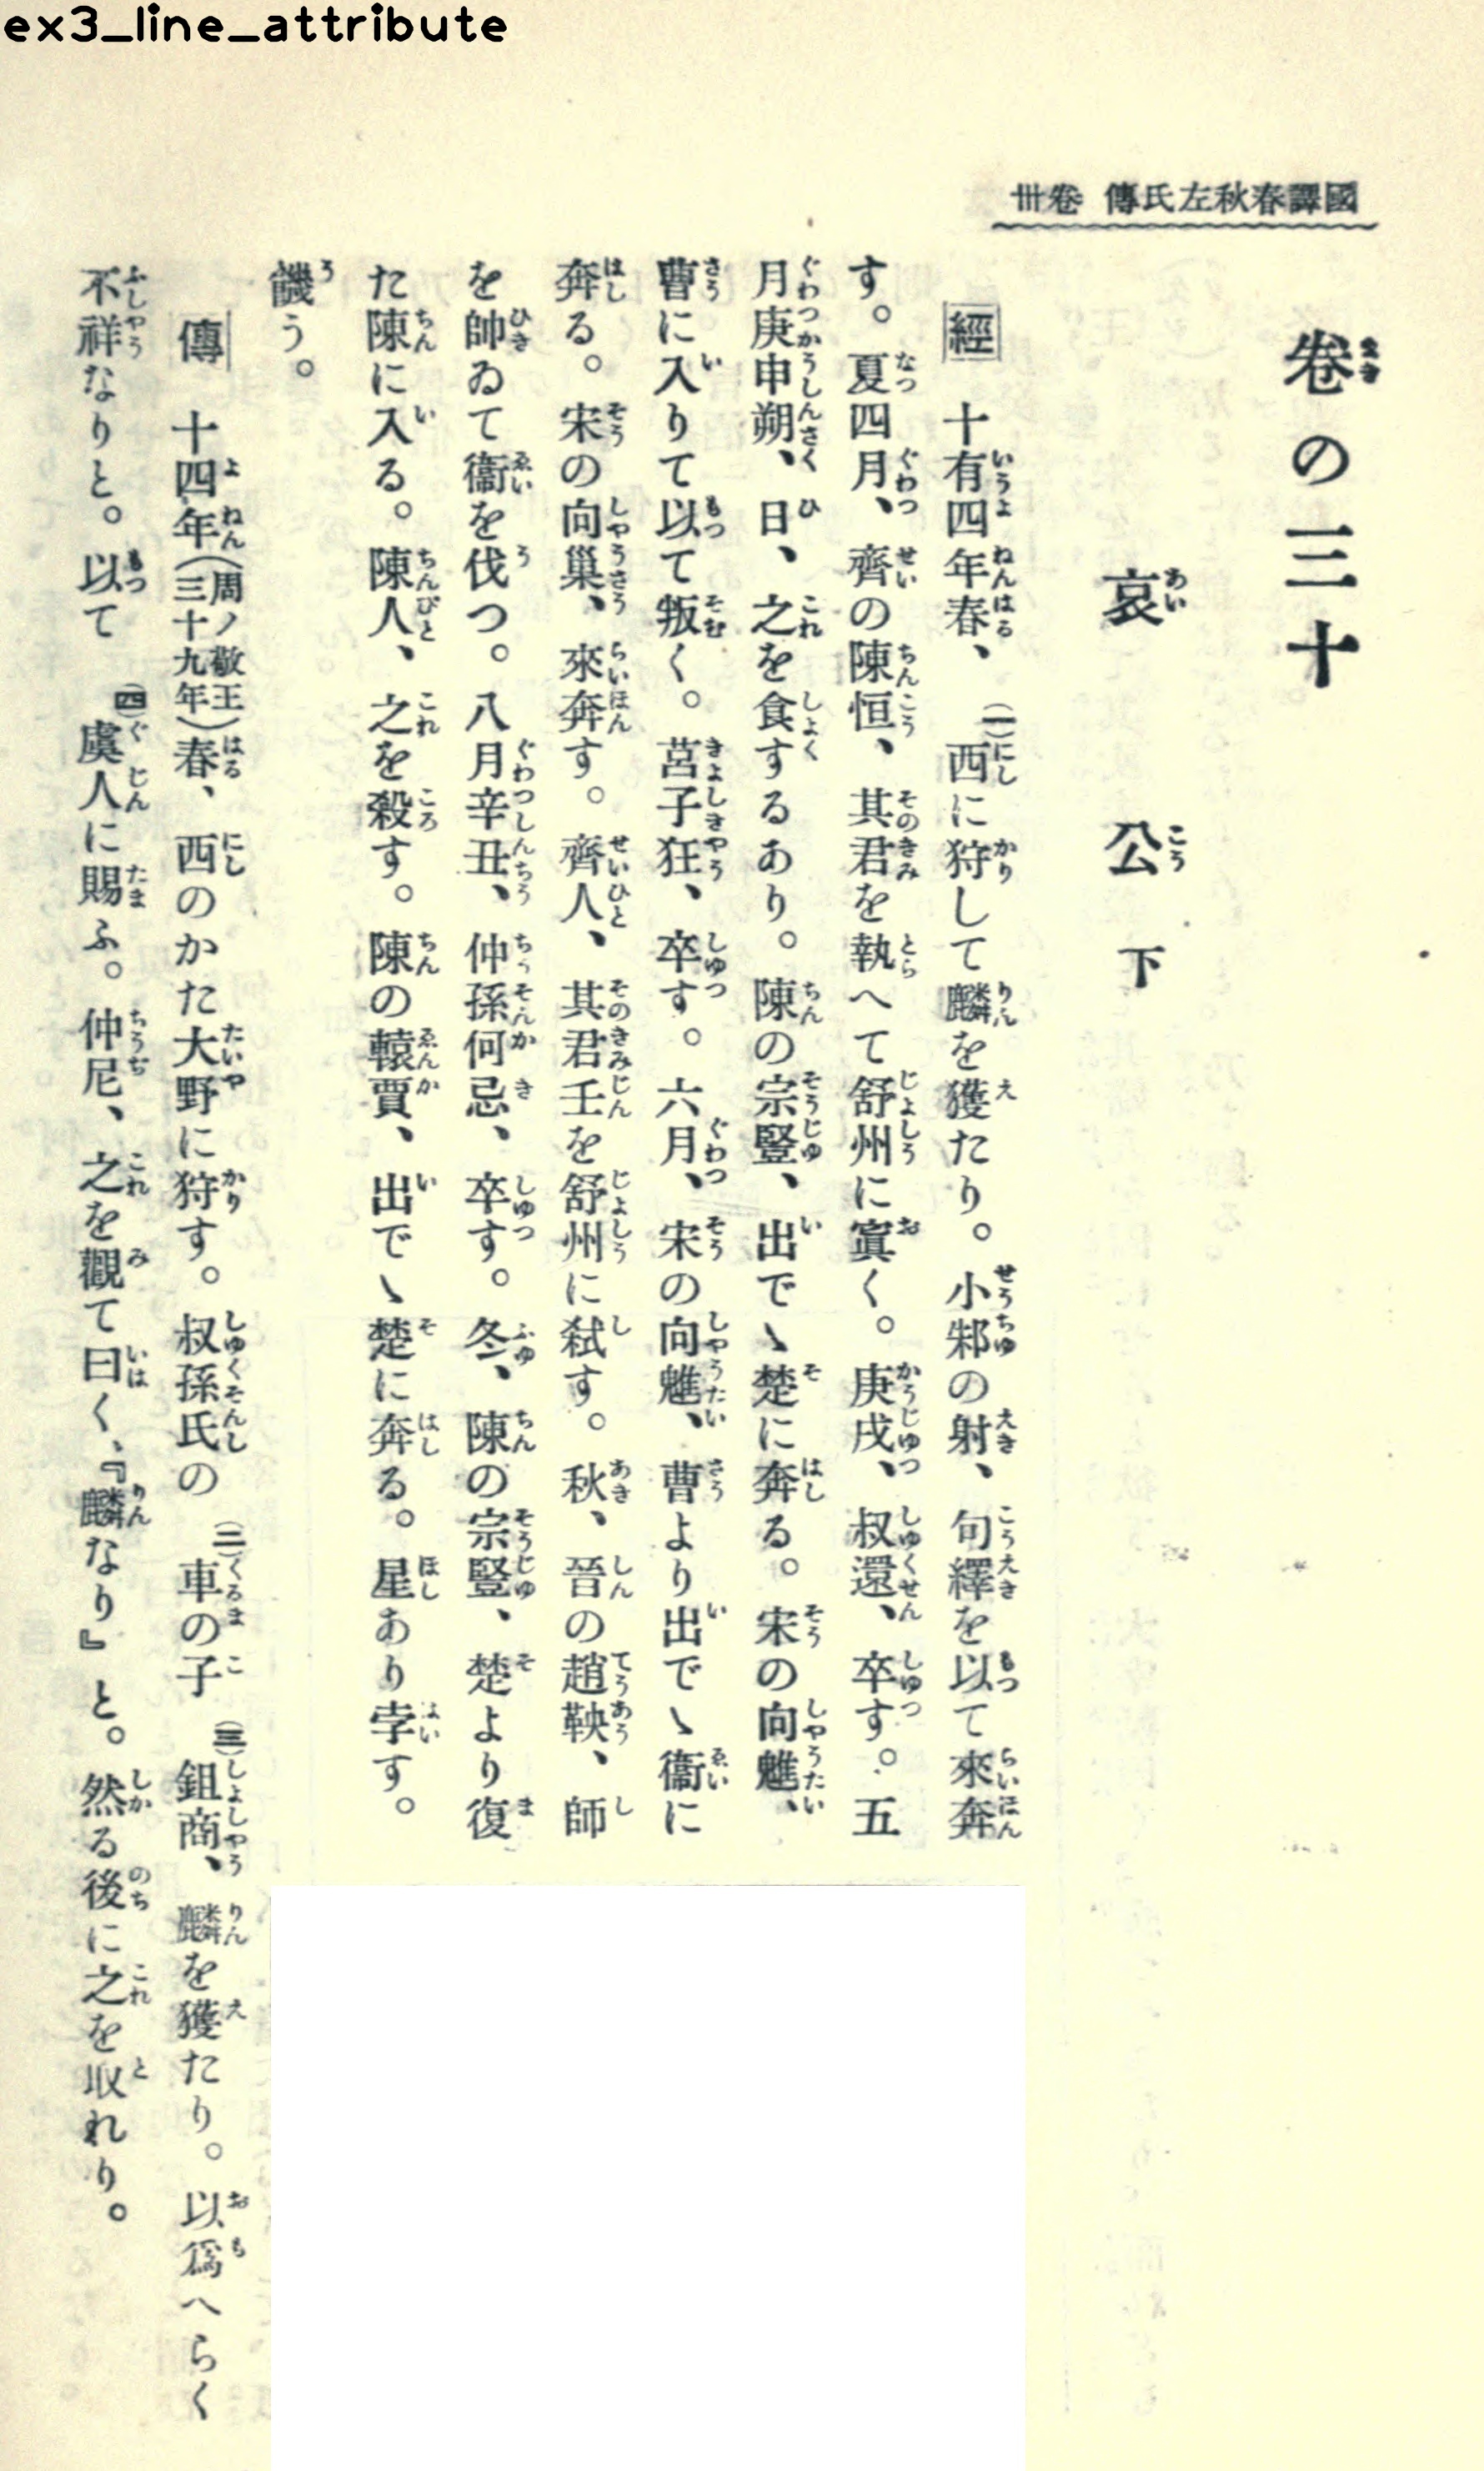 ex3_line_attribute
國譯春秋左氏傳 卷卅
卷の三十
哀公下
經 十有四年春、(一)西に狩して麟を獲たり。小邾の射、句繹を以て來奔
す。夏四月、齊の陳恒、其君を執へて舒州に寘く。庚戌、叔還、卒す。五
月庚申朔、日、之を食するあり。陳の宗豎、出でヽ楚に奔る。宋の向魋、
曹に入りて以て叛く。莒子狂、卒す。六月、宋の向魋、曹より出でヽ衞に
奔る。宋の向巢、來奔す。齊人、其君壬を舒州に弑す。秋、晉の趙鞅、師
を帥ゐて衞を伐つ。八月辛丑、仲孫何忌、卒す。冬、陳の宗豎、楚より復
た陳に入る。陳人、之を殺す。陳の轅賈、出でヽ楚に奔る。星あり孛す。
饑う。
傳 十四年(周ノ敬王三十九年)春、西のかた大野に狩す。叔孫氏の(二)車の子(三)鉏商、麟を獲たり。以爲へらく
不祥なりと。以て(四)虞人に賜ふ。仲尼、之を觀て曰く、『麟なり』と。然る後に之を取れり。